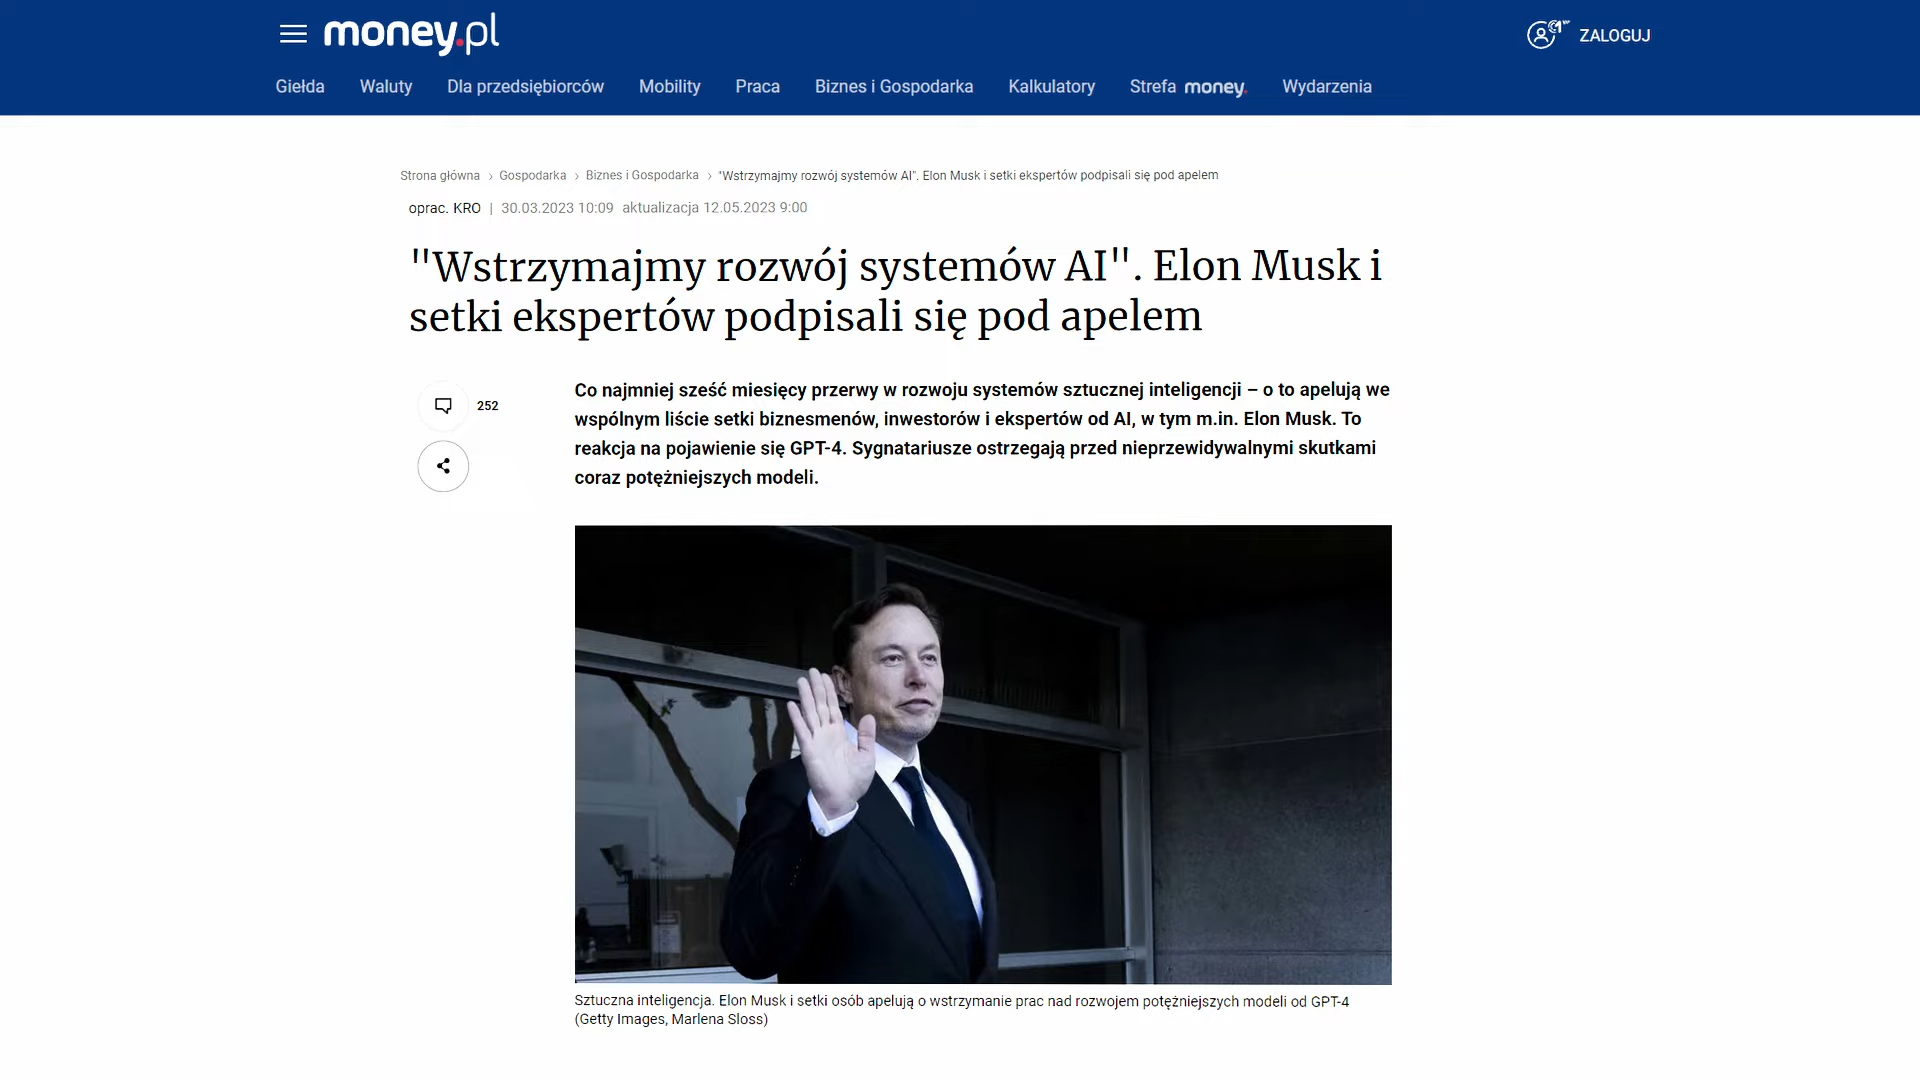 money.pl
ZALOGUJ
Giełda Waluty Dla przedsiębiorców Mobility Praca Biznes i Gospodarka Kalkulatory Strefa money. Wydarzenia
Strona główna › Gospodarka › Biznes i Gospodarka › "Wstrzymajmy rozwój systemów AI". Elon Musk i setki ekspertów podpisali się pod apelem
oprac. KRO | 30.03.2023 10:09 aktualizacja 12.05.2023 9:00
"Wstrzymajmy rozwój systemów AI". Elon Musk i
setki ekspertów podpisali się pod apelem
252
Co najmniej sześć miesięcy przerwy w rozwoju systemów sztucznej inteligencji – o to apelują we
wspólnym liście setki biznesmenów, inwestorów i ekspertów od AI, w tym m.in. Elon Musk. To
reakcja na pojawienie się GPT-4. Sygnatariusze ostrzegają przed nieprzewidywalnymi skutkami
coraz potężniejszych modeli.
Sztuczna inteligencja. Elon Musk i setki osób apelują o wstrzymanie prac nad rozwojem potężniejszych modeli od GPT-4
(Getty Images, Marlena Sloss)